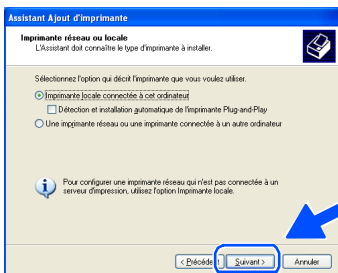 Assistant Ajout d'imprimante
Imprimante réseau ou locale
L'Assistant doit connaître le type d'imprimante à installer.
Sélectionnez l'option qui décrit l'imprimante que vous voulez utiliser.
Imprimante locale connectée à cet ordinateur
Détection et installation automatique de l'imprimante Plug-and-Play
Une imprimante réseau ou une imprimante connectée à un autre ordinateur
Pour configurer une imprimante réseau qui n'est pas connectée à un
serveur d'impression, utilisez l'option Imprimante locale.
< Précédent Suivant > Annuler